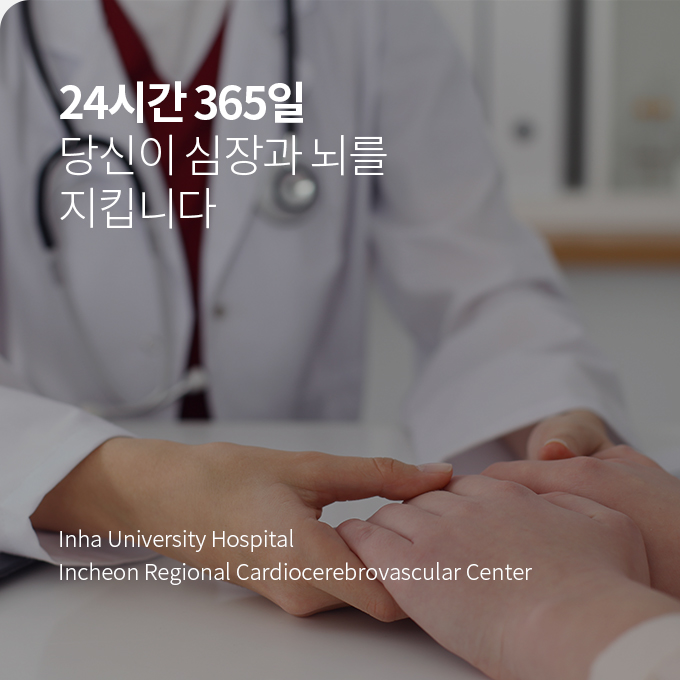 24시간 365일
당신이 심장과 뇌를
지킵니다
Inha University Hospital
Incheon Regional Cardiocerebrovascular Center